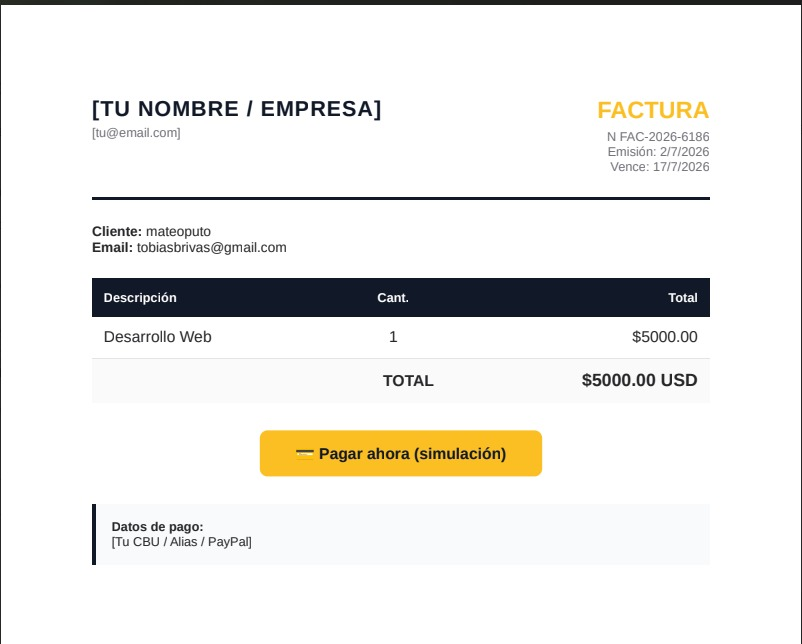 [TU NOMBRE / EMPRESA]
[tu@email.com]
FACTURA
N FAC-2026-6186
Emisión: 2/7/2026
Vence: 17/7/2026
Cliente: mateoputo
Email: tobiasbrivas@gmail.com
Descripción Cant. Total
Desarrollo Web 1 $5000.00
TOTAL $5000.00 USD
💳 Pagar ahora (simulación)
Datos de pago:
[Tu CBU / Alias / PayPal]